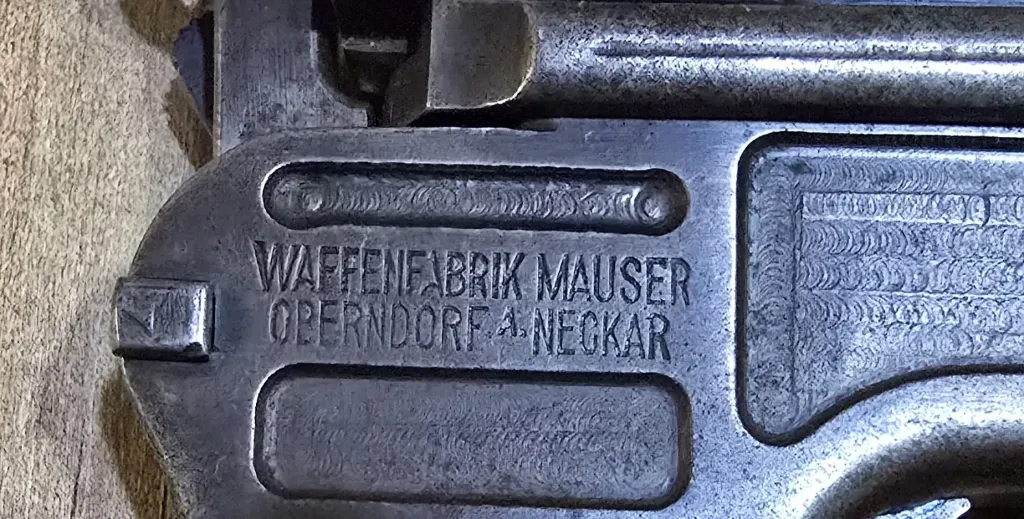 WAFFENFABRIK MAUSER
OBERNDORF A. NECKAR